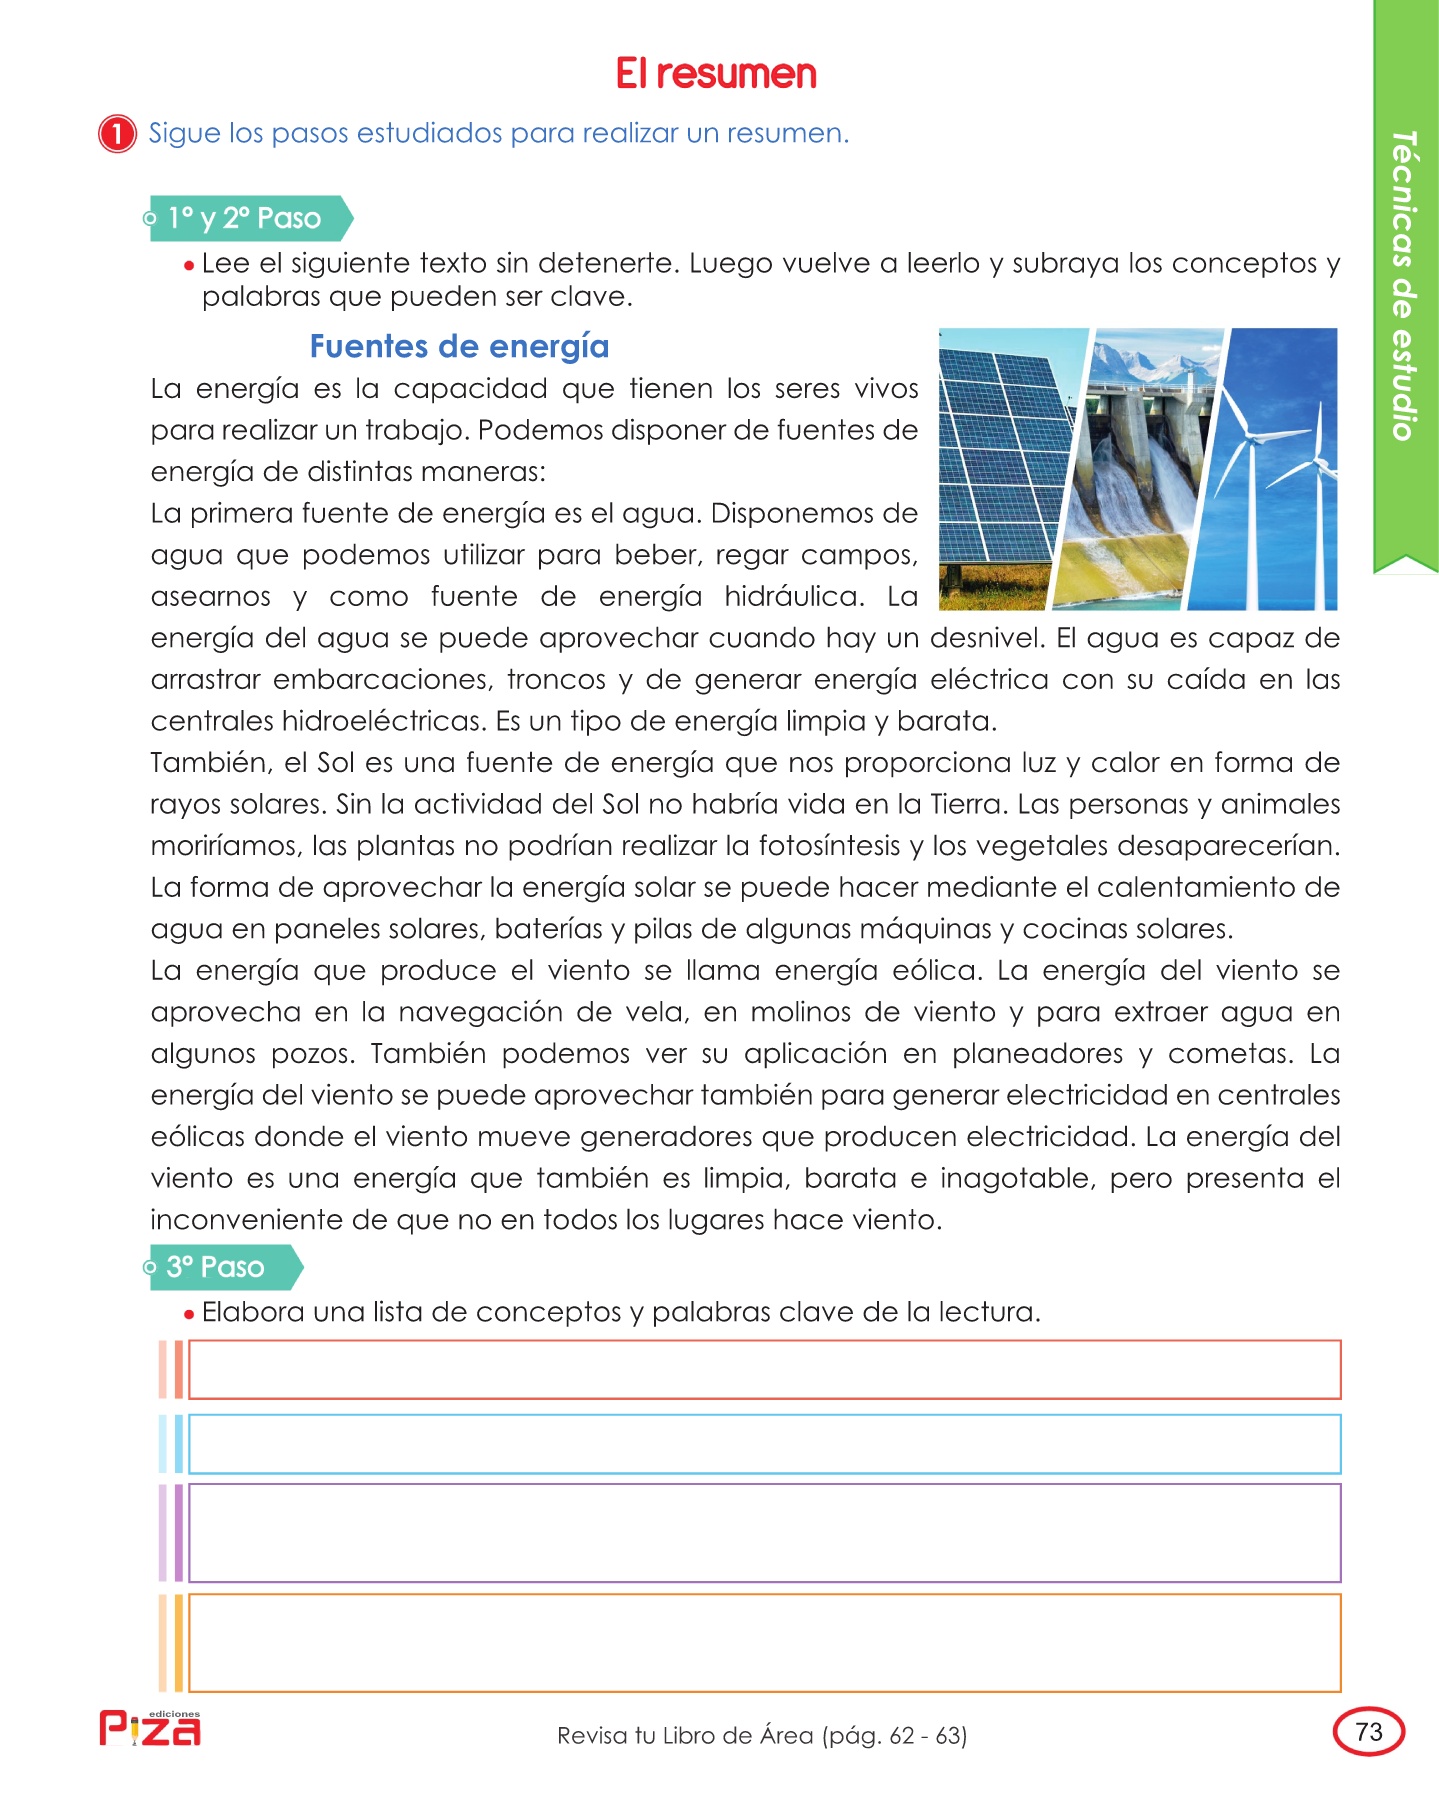 El resumen
1 Sigue los pasos estudiados para realizar un resumen.
1º y 2º Paso
• Lee el siguiente texto sin detenerte. Luego vuelve a leerlo y subraya los conceptos y
palabras que pueden ser clave.
Fuentes de energía
La energía es la capacidad que tienen los seres vivos
para realizar un trabajo. Podemos disponer de fuentes de
energía de distintas maneras:
La primera fuente de energía es el agua. Disponemos de
agua que podemos utilizar para beber, regar campos,
asearnos y como fuente de energía hidráulica. La
energía del agua se puede aprovechar cuando hay un desnivel. El agua es capaz de
arrastrar embarcaciones, troncos y de generar energía eléctrica con su caída en las
centrales hidroeléctricas. Es un tipo de energía limpia y barata.
También, el Sol es una fuente de energía que nos proporciona luz y calor en forma de
rayos solares. Sin la actividad del Sol no habría vida en la Tierra. Las personas y animales
moriríamos, las plantas no podrían realizar la fotosíntesis y los vegetales desaparecerían.
La forma de aprovechar la energía solar se puede hacer mediante el calentamiento de
agua en paneles solares, baterías y pilas de algunas máquinas y cocinas solares.
La energía que produce el viento se llama energía eólica. La energía del viento se
aprovecha en la navegación de vela, en molinos de viento y para extraer agua en
algunos pozos. También podemos ver su aplicación en planeadores y cometas. La
energía del viento se puede aprovechar también para generar electricidad en centrales
eólicas donde el viento mueve generadores que producen electricidad. La energía del
viento es una energía que también es limpia, barata e inagotable, pero presenta el
inconveniente de que no en todos los lugares hace viento.
3º Paso
• Elabora una lista de conceptos y palabras clave de la lectura.
ediciones
Piza
Revisa tu Libro de Área (pág. 62 - 63)
73
Técnicas de estudio